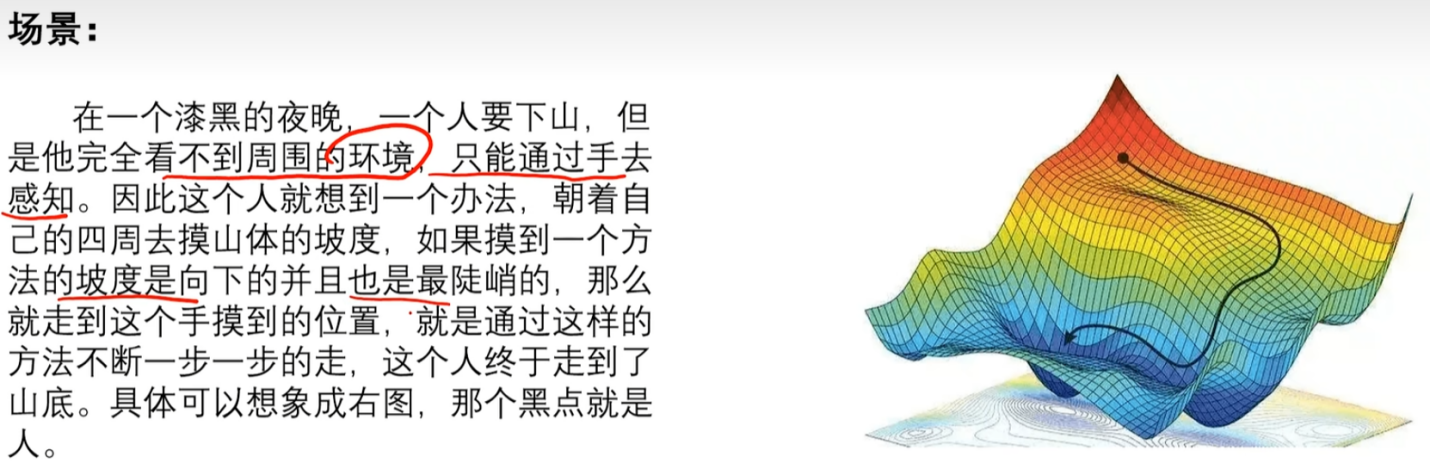 场景：
在一个漆黑的夜晚，一个人要下山，但
是他完全看不到周围的环境，只能通过手去
感知。因此这个人就想到一个办法，朝着自
己的四周去摸山体的坡度，如果摸到一个方
法的坡度是向下的并且也是最陡峭的，那么
就走到这个手摸到的位置，就是通过这样的
方法不断一步一步的走，这个人终于走到了
山底。具体可以想象成右图，那个黑点就是
人。